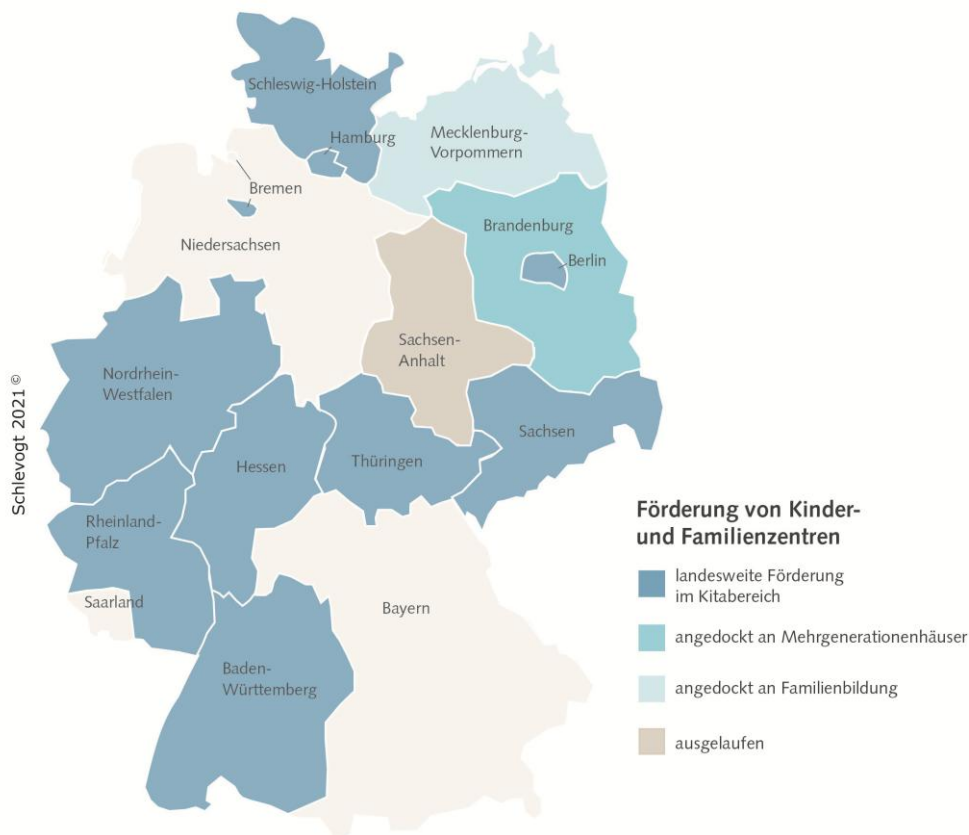 Schleswig-Holstein
Hamburg
Mecklenburg-
Vorpommern
Bremen
Niedersachsen
Brandenburg
Berlin
Sachsen-
Anhalt
Nordrhein-
Westfalen
Sachsen
Hessen
Thüringen
Rheinland-
Pfalz
Saarland
Bayern
Baden-
Württemberg
Schlevogt 2021 ©
Förderung von Kinder-
und Familienzentren
landesweite Förderung
im Kitabereich
angedockt an Mehrgenerationenhäuser
angedockt an Familienbildung
ausgelaufen